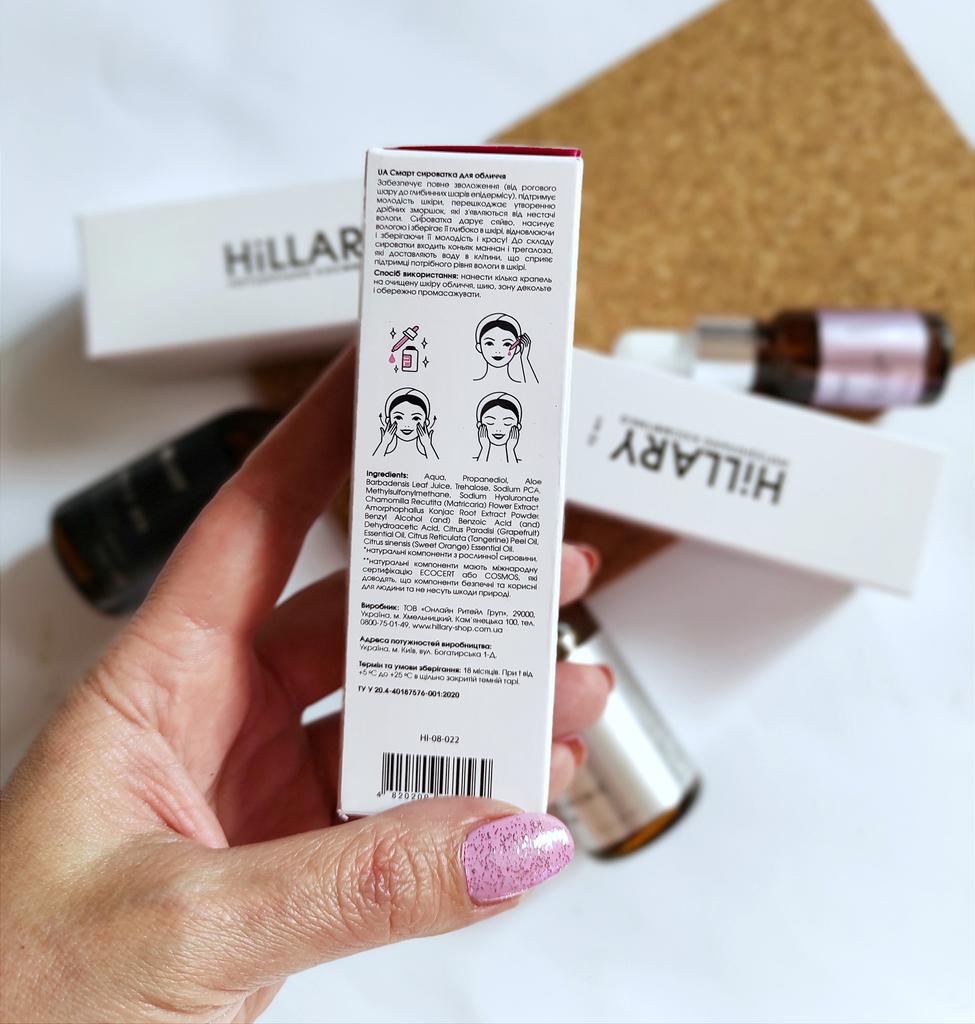 UA Смарт сироватка для обличчя
Забезпечує повне зволоження (від рогового
шару до глибинних шарів епідермісу), підтримує
молодість шкіри, перешкоджає утворенню
дрібних зморшок, які з'являються від нестачі
вологи. Сироватка дарує сяйво, насичує
вологою і зберігає її глибоко в шкірі, відновлюючи
і зберігаючи її молодість і красу! До складу
сироватки входить коньяк маннан і трегалоза,
які доставляють воду в клітини, що сприяє
підтримці потрібного рівня вологи в шкірі.
Спосіб використання: нанести кілька крапель
на очищену шкіру обличчя, шию, зону декольте
і обережно промасажувати.
Ingredients: Aqua, Propanediol, Aloe
Barbadensis Leaf Juice, Trehalose, Sodium PCA,
Methylsulfonylmethane, Sodium Hyaluronate,
Chamomilla Recutita (Matricaria) Flower Extract,
Amorphophallus Konjac Root Extract Powder,
Benzyl Alcohol (and) Benzoic Acid (and)
Dehydroacetic Acid, Citrus Paradisi (Grapefruit)
Essential Oil, Citrus Reticulata (Tangerine) Peel Oil,
Citrus sinensis (Sweet Orange) Essential Oil.
*натуральні компоненти з рослинної сировини.
**натуральні компоненти мають міжнародну
сертифікацію ECOCERT або COSMOS, які
доводять, що компоненти безпечні та корисні
для людини та не несуть шкоди природі.
Виробник: ТОВ «Онлайн Ритейл Груп», 29000,
Україна, м. Хмельницький, Кам'янецька 100, тел.
0800-75-01-49, www.hillary-shop.com.ua
Адреса потужностей виробництва:
Україна, м. Київ, вул. Богатирська 1-Д.
Термін та умови зберігання: 18 місяців. При t від
+5 °C до +25 °C в щільно закритій темній тарі.
ТУ У 20.4-40187576-001:2020
HI-08-022
4 820209
HiLLARY
HiLLARY